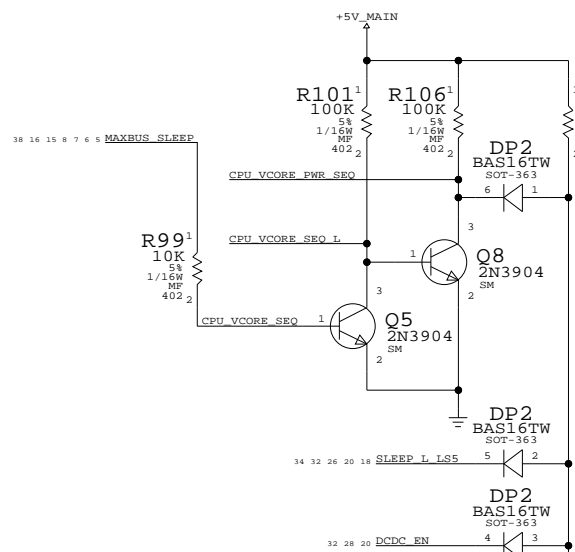 +5V_MAIN
R101 1
100K
5%
1/16W
MF
402 2
R106 1
100K
5%
1/16W
MF
402 2
1
2
38 16 15 8 7 6 5 MAXBUS_SLEEP
DP2
BAS16TW
SOT-363
6 1
CPU_VCORE_PWR_SEQ
CPU_VCORE_SEQ_L
R99 1
10K
5%
1/16W
MF
402 2
3
1
Q8
2N3904
SM
2
CPU_VCORE_SEQ
3
1
Q5
2N3904
SM
2
DP2
BAS16TW
SOT-363
34 32 26 20 18 SLEEP_L_LS5 5 2
DP2
BAS16TW
SOT-363
32 28 20 DCDC_EN 4 3